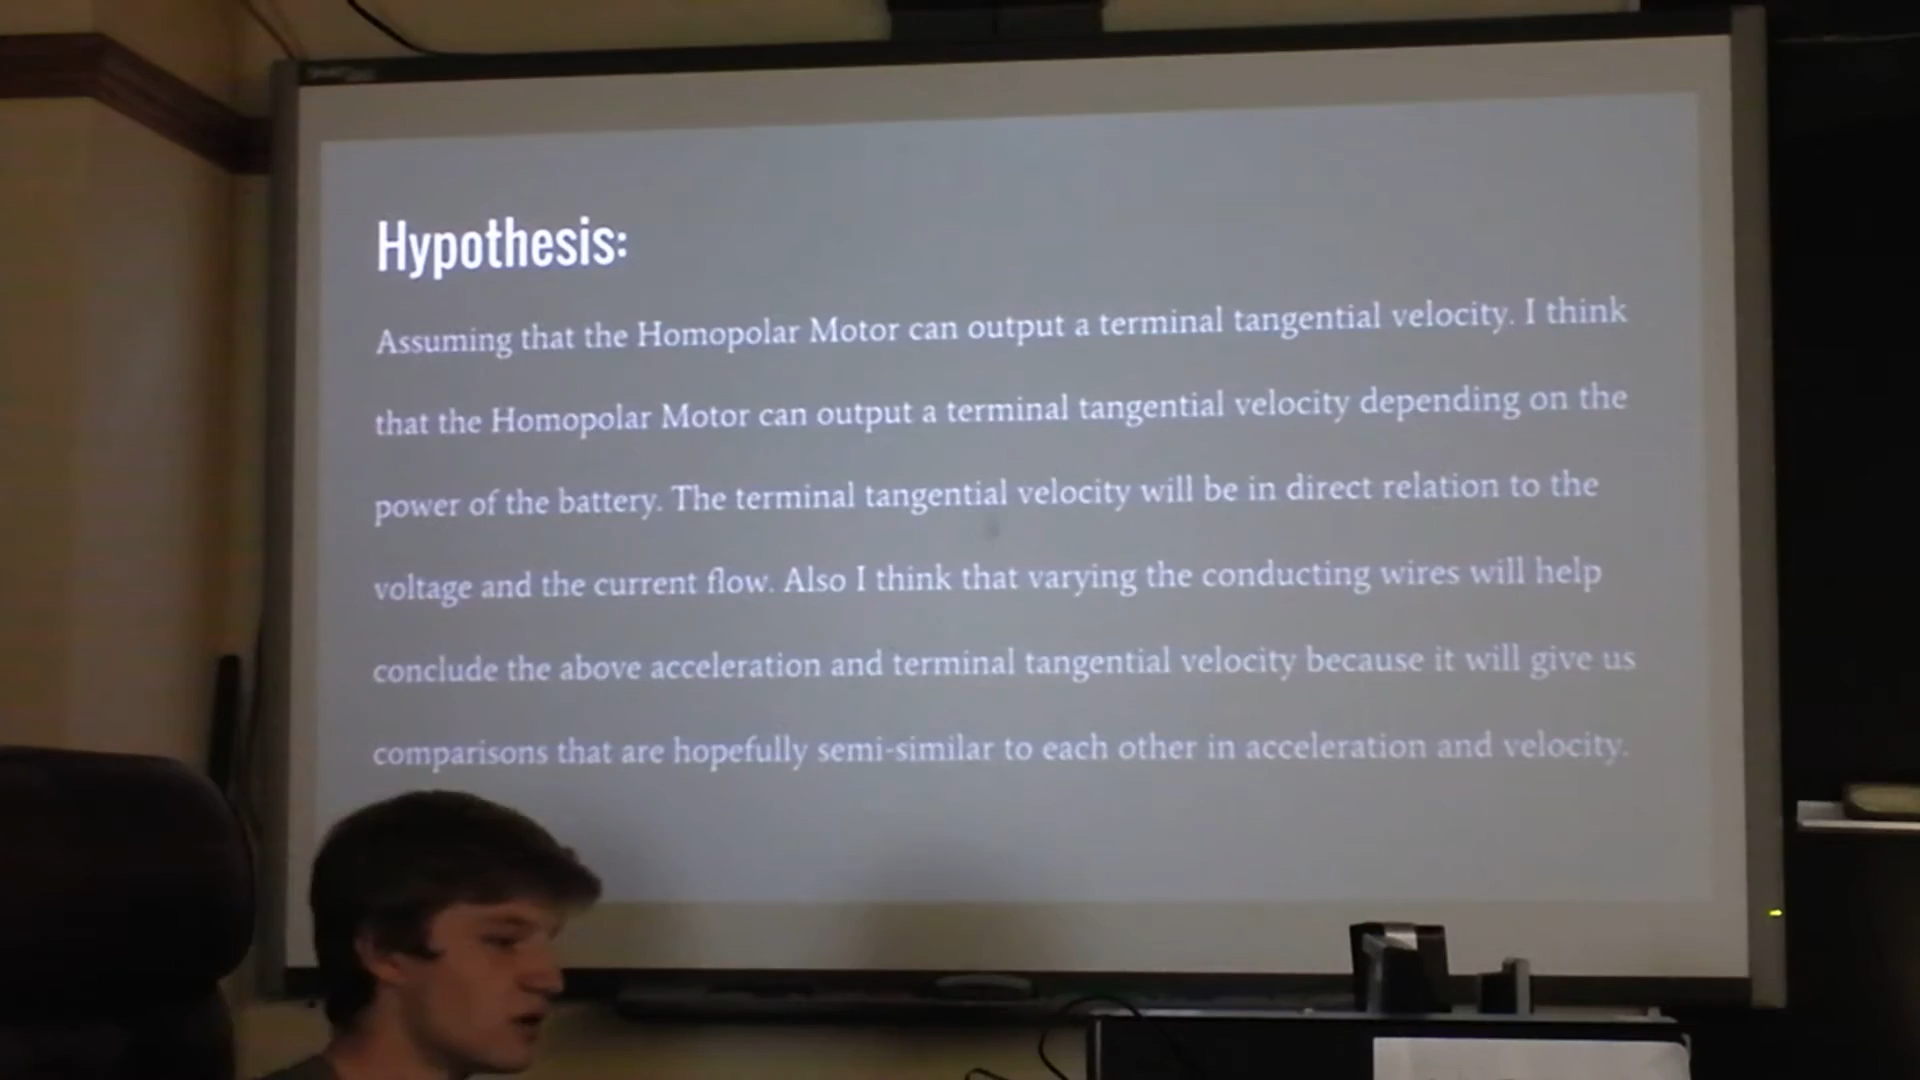 Hypothesis:
Assuming that the Homopolar Motor can output a terminal tangential velocity. I think
that the Homopolar Motor can output a terminal tangential velocity depending on the
power of the battery. The terminal tangential velocity will be in direct relation to the
voltage and the current flow. Also I think that varying the conducting wires will help
conclude the above acceleration and terminal tangential velocity because it will give us
comparisons that are hopefully semi-similar to each other in acceleration and velocity.